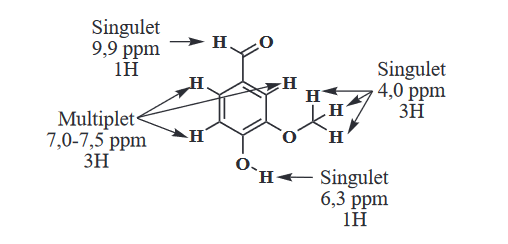 Singulet
9,9 ppm
1H
H
O
H
H
H
O
H
H
H
O
H
Multiplet
7,0-7,5 ppm
3H
Singulet
4,0 ppm
3H
Singulet
6,3 ppm
1H